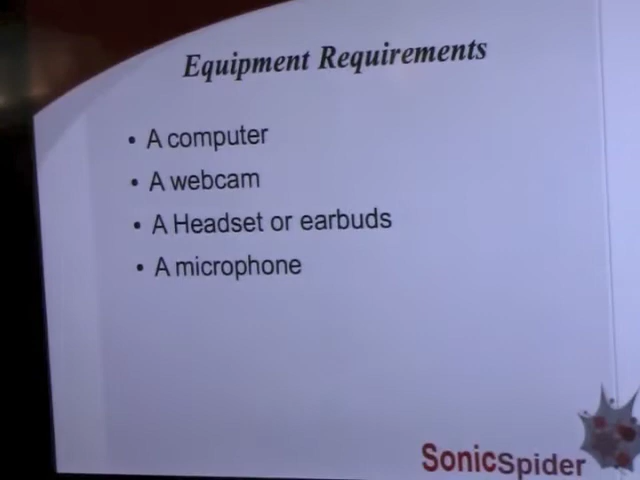 Equipment Requirements
• A computer
• A webcam
• A Headset or earbuds
• A microphone
SonicSpider